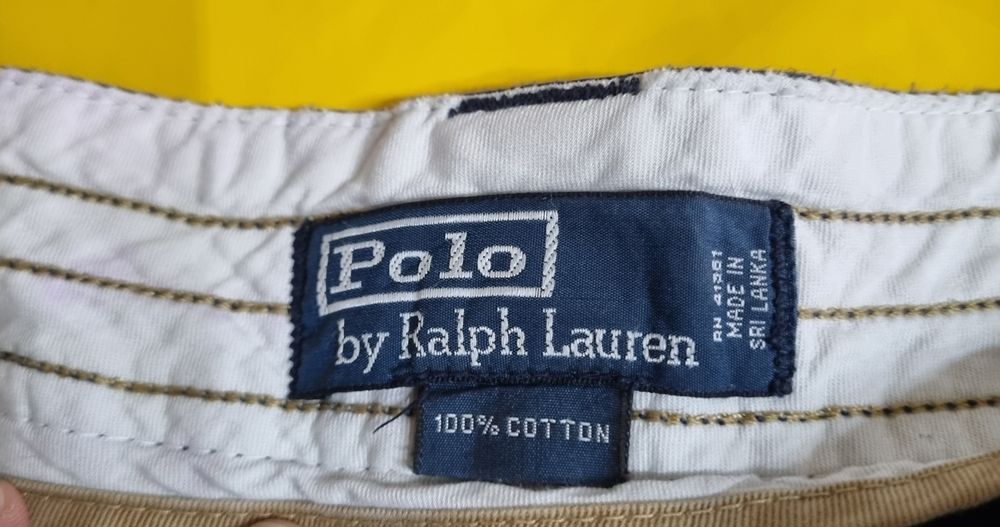 Polo
by Ralph Lauren
RN 41381
MADE IN
SRI LANKA
100% COTTON